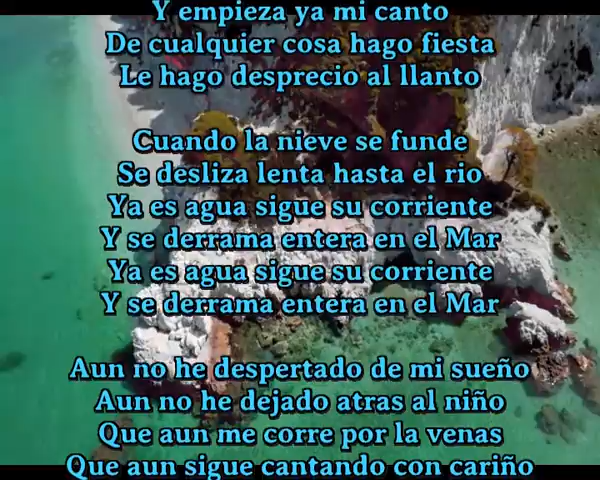 Y empieza ya mi canto
De cualquier cosa hago fiesta
Le hago desprecio al llanto
Cuando la nieve se funde
Se desliza lenta hasta el rio
Ya es agua sigue su corriente
Y se derrama entera en el Mar
Ya es agua sigue su corriente
Y se derrama entera en el Mar
Aun no he despertado de mi sueño
Aun no he dejado atras al niño
Que aun me corre por la venas
Que aun sigue cantando con cariño